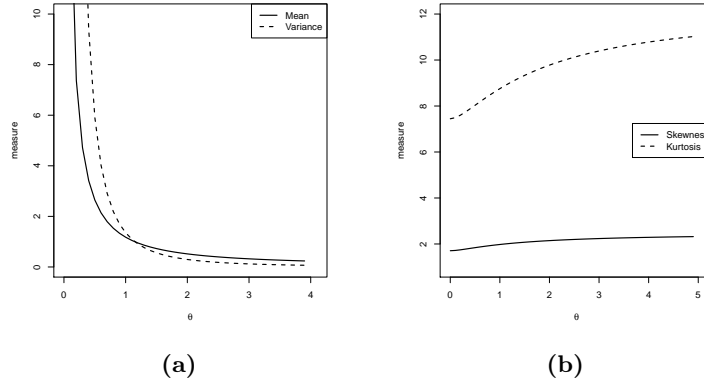 10
8
6
4
2
0
measure
0 1 2 3 4
θ
Mean
Variance
(a)
12
10
8
6
4
2
measure
0 1 2 3 4 5
θ
Skewnes
Kurtosis
(b)